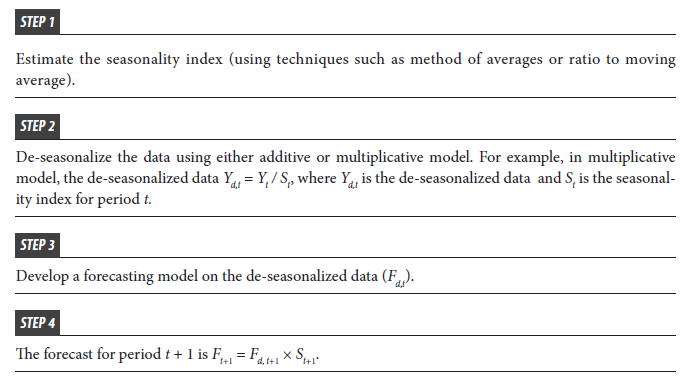 STEP 1
Estimate the seasonality index (using techniques such as method of averages or ratio to moving
average).
STEP 2
De-seasonalize the data using either additive or multiplicative model. For example, in multiplicative
model, the de-seasonalized data Y_{d,t} = Y_t / S_t, where Y_{d,t} is the de-seasonalized data and S_t is the seasonal-
ity index for period t.
STEP 3
Develop a forecasting model on the de-seasonalized data (F_{d,t}).
STEP 4
The forecast for period t + 1 is F_{t+1} = F_{d, t+1} × S_{t+1}.